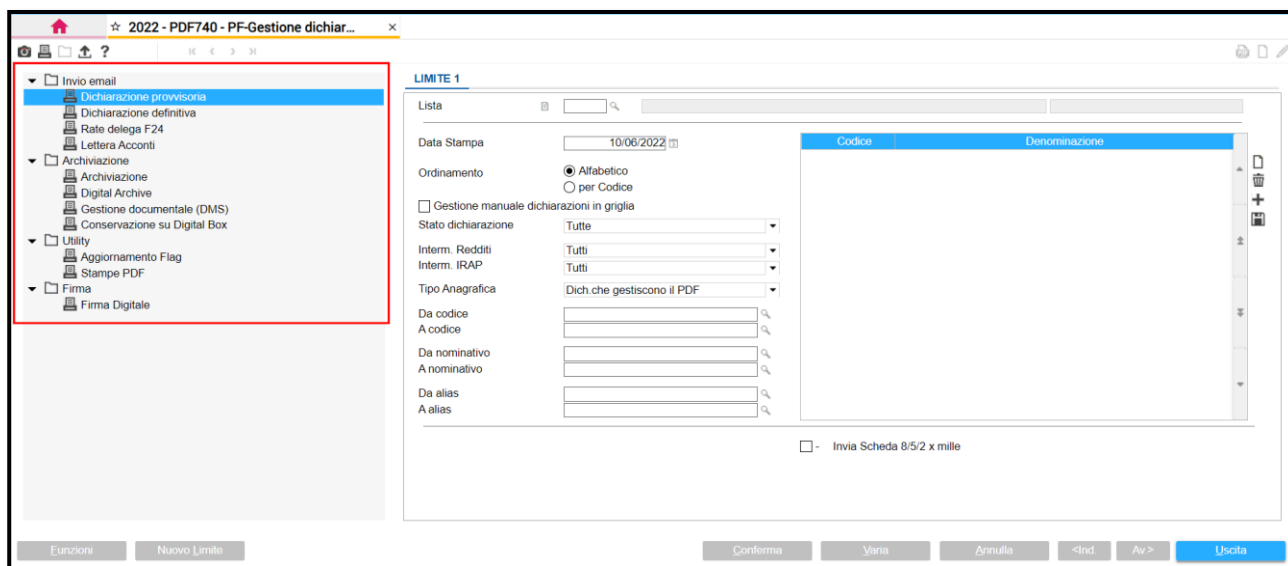 ☆ 2022 - PDF740 - PF-Gestione dichiar... ×
?
Invio email
Dichiarazione provvisoria
Dichiarazione definitiva
Rate delega F24
Lettera Acconti
Archiviazione
Archiviazione
Digital Archive
Gestione documentale (DMS)
Conservazione su Digital Box
Utility
Aggiornamento Flag
Stampe PDF
Firma
Firma Digitale
LIMITE 1
Lista
Data Stampa 10/06/2022
Ordinamento Alfabetico
per Codice
Gestione manuale dichiarazioni in griglia
Stato dichiarazione Tutte
Interm. Redditi Tutti
Interm. IRAP Tutti
Tipo Anagrafica Dich.che gestiscono il PDF
Da codice
A codice
Da nominativo
A nominativo
Da alias
A alias
Codice Denominazione
- Invia Scheda 8/5/2 x mille
Funzioni Nuovo Limite Conferma Varia Annulla <Ind. Av.> Uscita